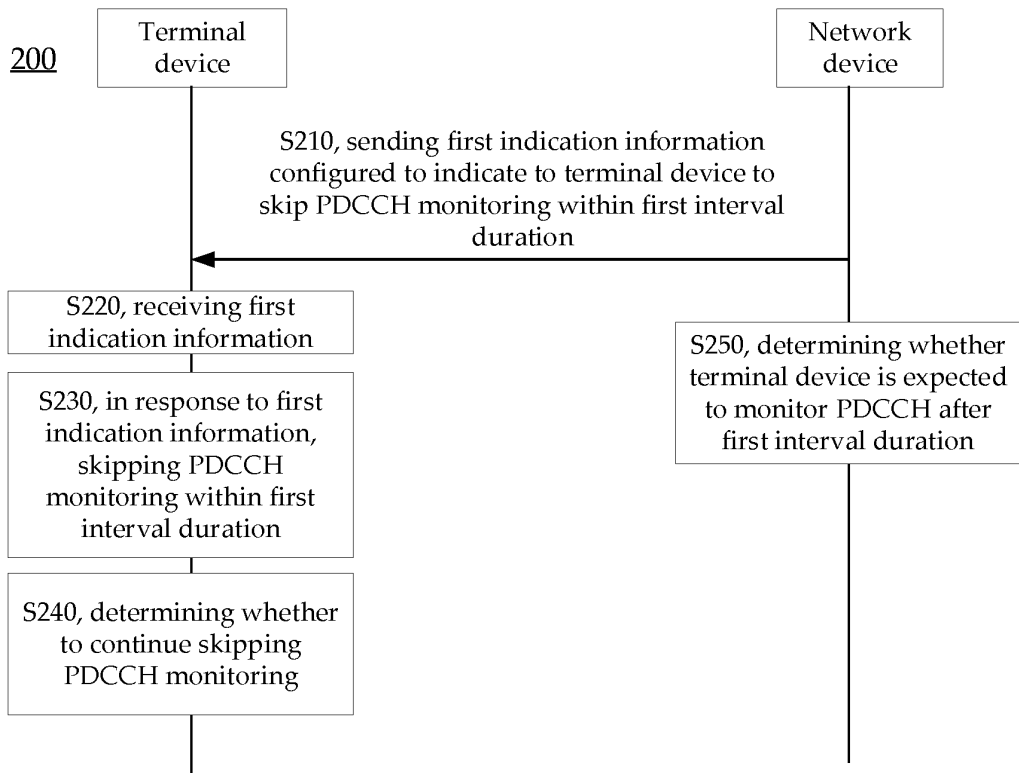 200
Terminal
device
Network
device
S210, sending first indication information
configured to indicate to terminal device to
skip PDCCH monitoring within first interval
duration
S220, receiving first
indication information
S250, determining whether
terminal device is expected
to monitor PDCCH after
first interval duration
S230, in response to first
indication information,
skipping PDCCH
monitoring within first
interval duration
S240, determining whether
to continue skipping
PDCCH monitoring